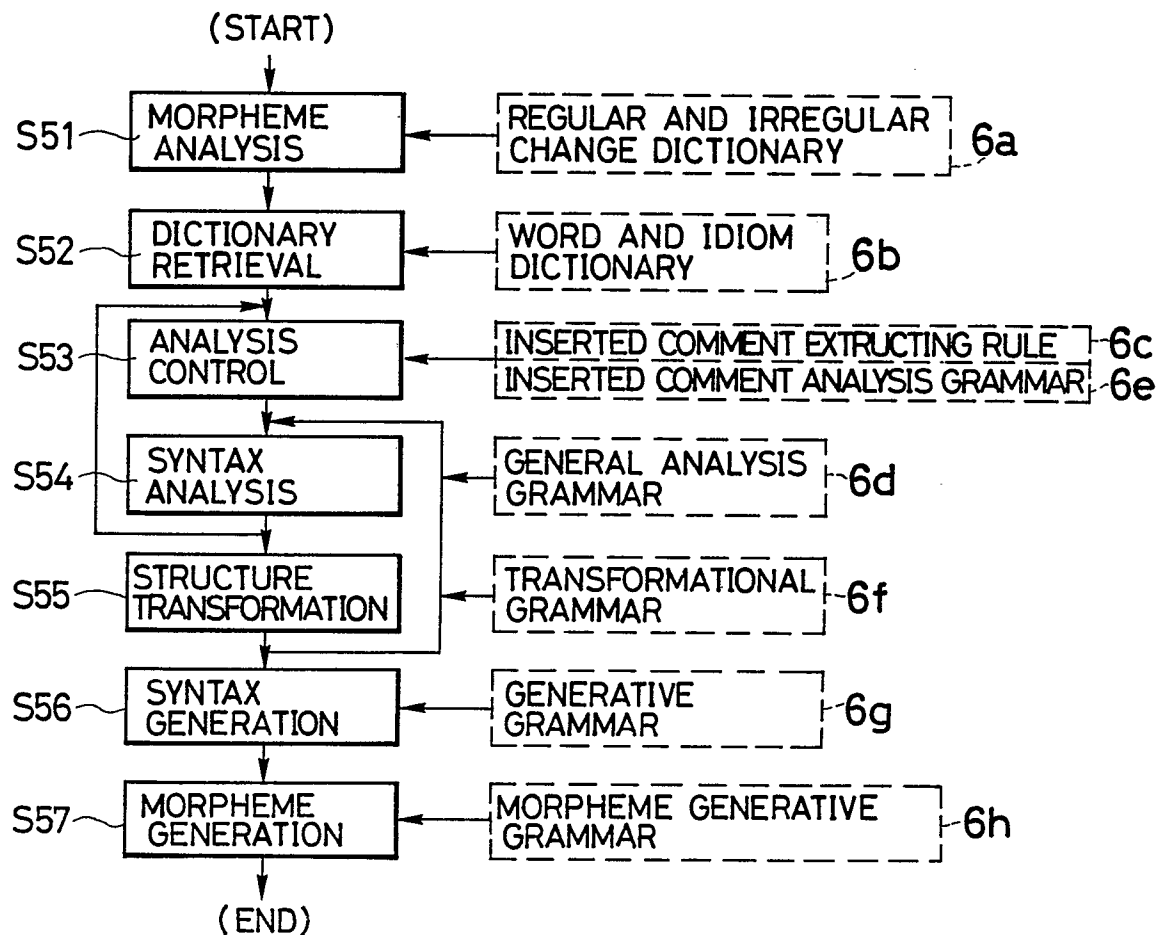 (START)
S51
MORPHEME
ANALYSIS
REGULAR AND IRREGULAR
CHANGE DICTIONARY
6a
S52
DICTIONARY
RETRIEVAL
WORD AND IDIOM
DICTIONARY
6b
S53
ANALYSIS
CONTROL
INSERTED COMMENT EXTRUCTING RULE
6c
INSERTED COMMENT ANALYSIS GRAMMAR
6e
S54
SYNTAX
ANALYSIS
GENERAL ANALYSIS
GRAMMAR
6d
S55
STRUCTURE
TRANSFORMATION
TRANSFORMATIONAL
GRAMMAR
6f
S56
SYNTAX
GENERATION
GENERATIVE
GRAMMAR
6g
S57
MORPHEME
GENERATION
MORPHEME GENERATIVE
GRAMMAR
6h
(END)